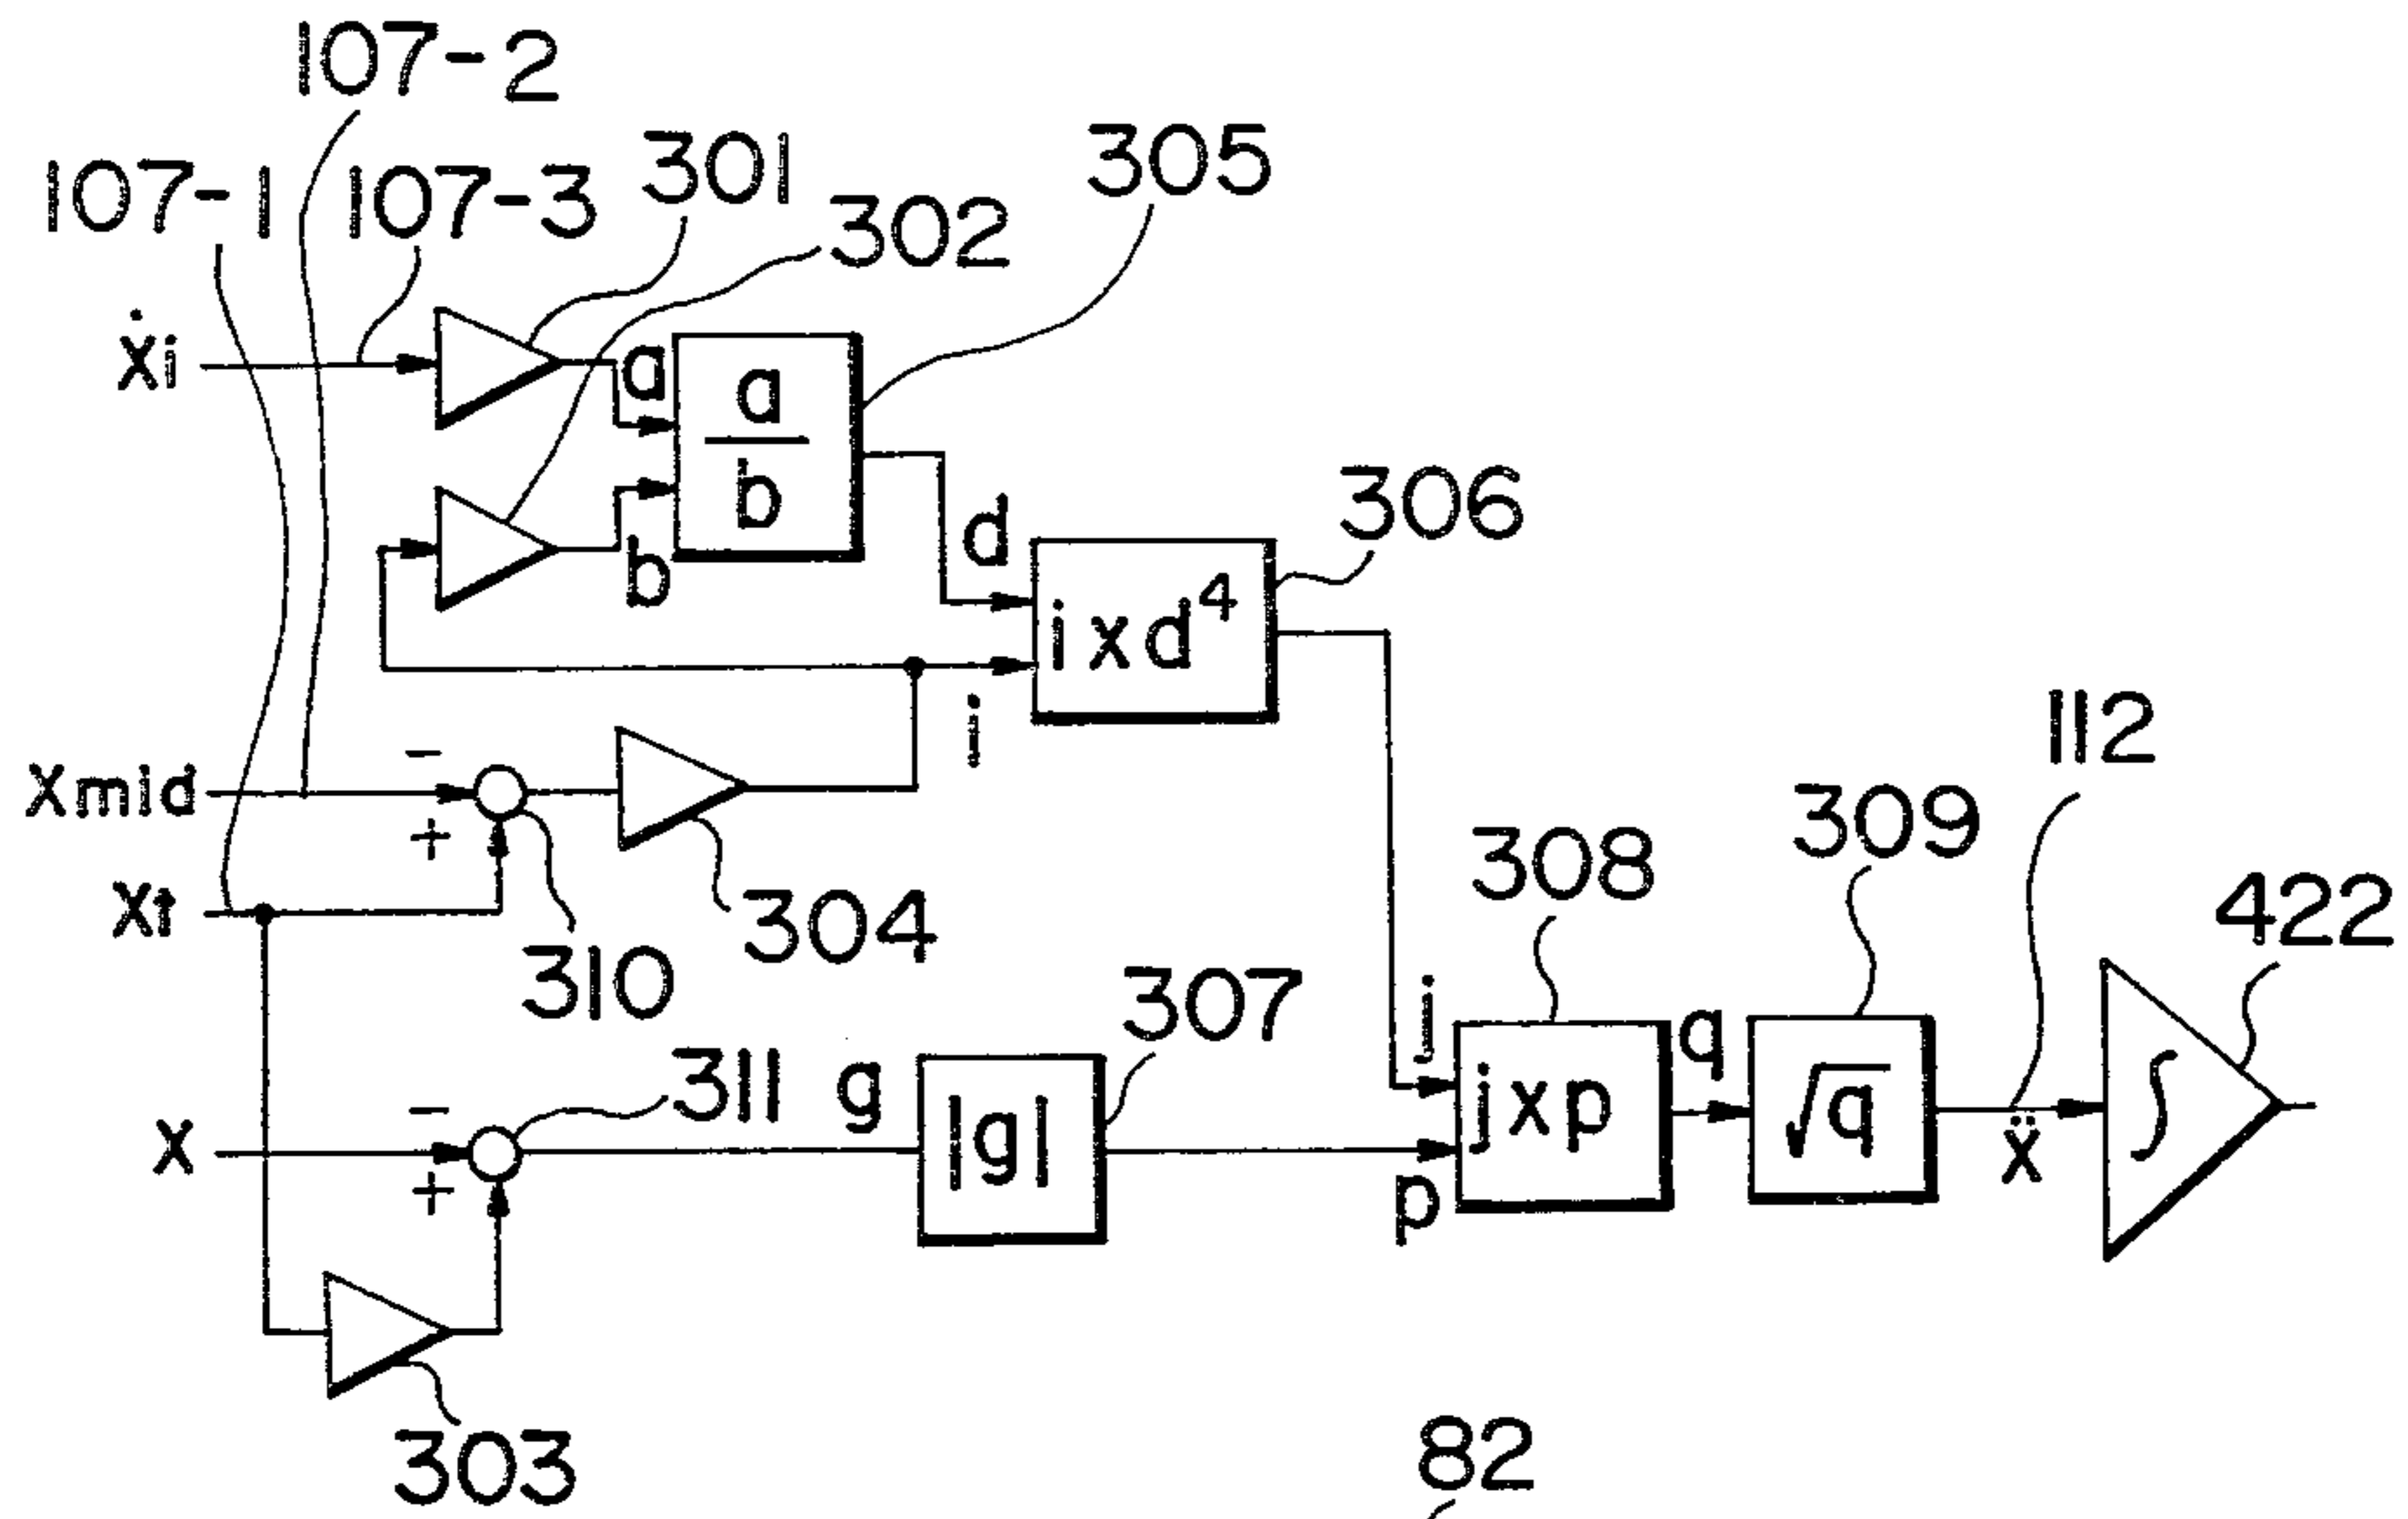 107-2
107-1
107-3
301
302
305
ẋi
a
a
b
b
d
306
i x d⁴
i
112
xmid
-
+
xt
310
304
308
309
422
307
j
q
311
g
|g|
j x p
√q
∫
x
-
+
p
ẍ
303
82